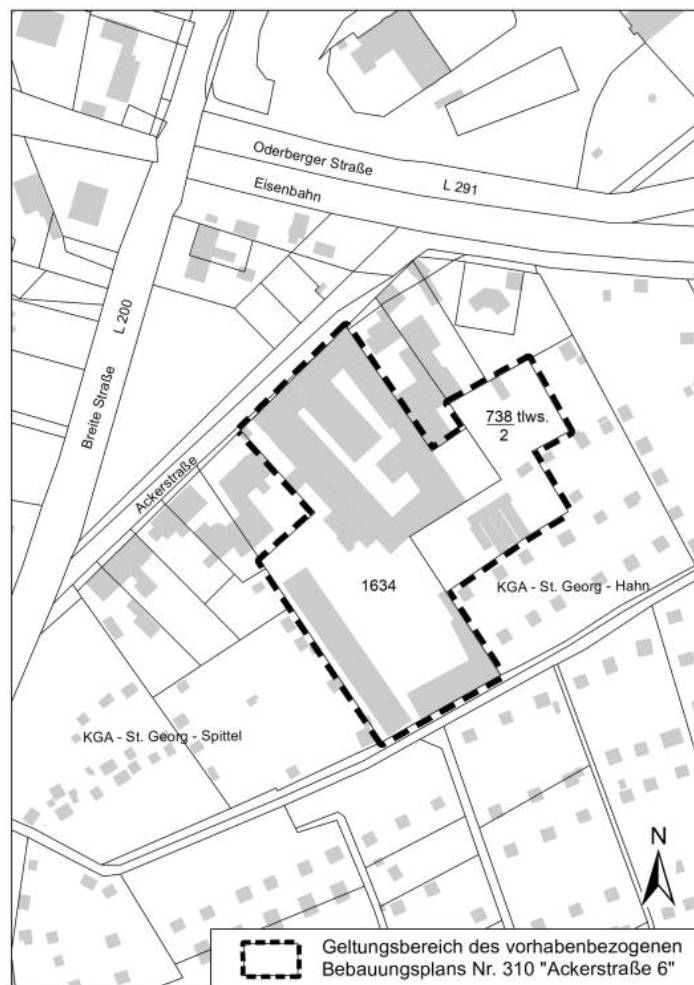 Oderberger Straße
L 291
Eisenbahn
L 200
Breite Straße
738 tlws.
2
Ackerstraße
1634
KGA - St. Georg - Hahn
KGA - St. Georg - Spittel
N
Geltungsbereich des vorhabenbezogenen
Bebauungsplans Nr. 310 "Ackerstraße 6"